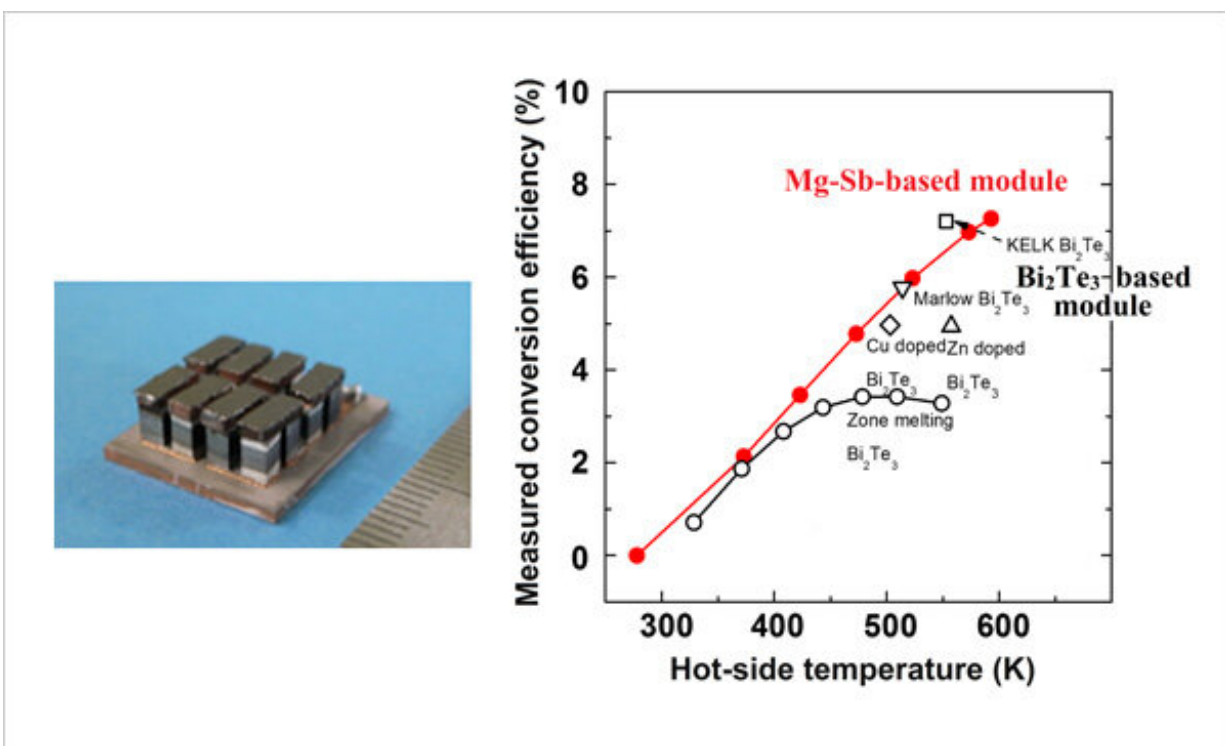 10
8
6
4
2
0
Measured conversion efficiency (%)
Mg-Sb-based module
KELK Bi₂Te₃
Bi₂Te₃ based
module
Marlow Bi₂Te₃
Cu doped Zn doped
Bi₂Te₃
Bi₂Te₃
Zone melting
Bi₂Te₃
300 400 500 600
Hot-side temperature (K)